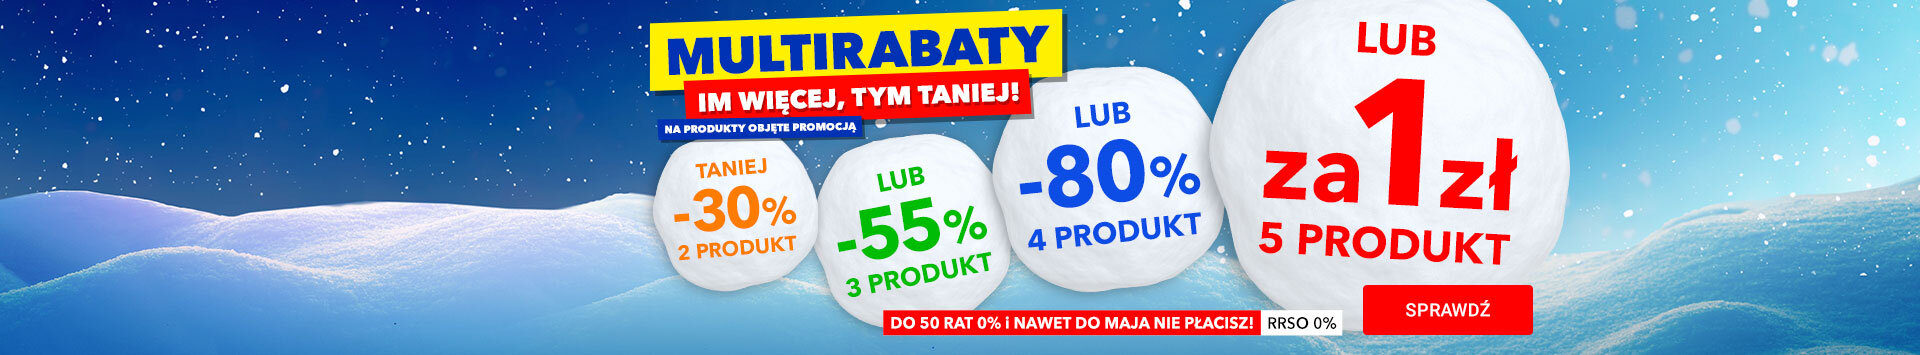 MULTIRABATY
IM WIĘCEJ, TYM TANIEJ!
NA PRODUKTY OBJĘTE PROMOCJĄ
TANIEJ
-30%
2 PRODUKT
LUB
-55%
3 PRODUKT
LUB
-80%
4 PRODUKT
LUB
za 1 zł
5 PRODUKT
DO 50 RAT 0% i NAWET DO MAJA NIE PŁACISZ! RRSO 0%
SPRAWDŹ